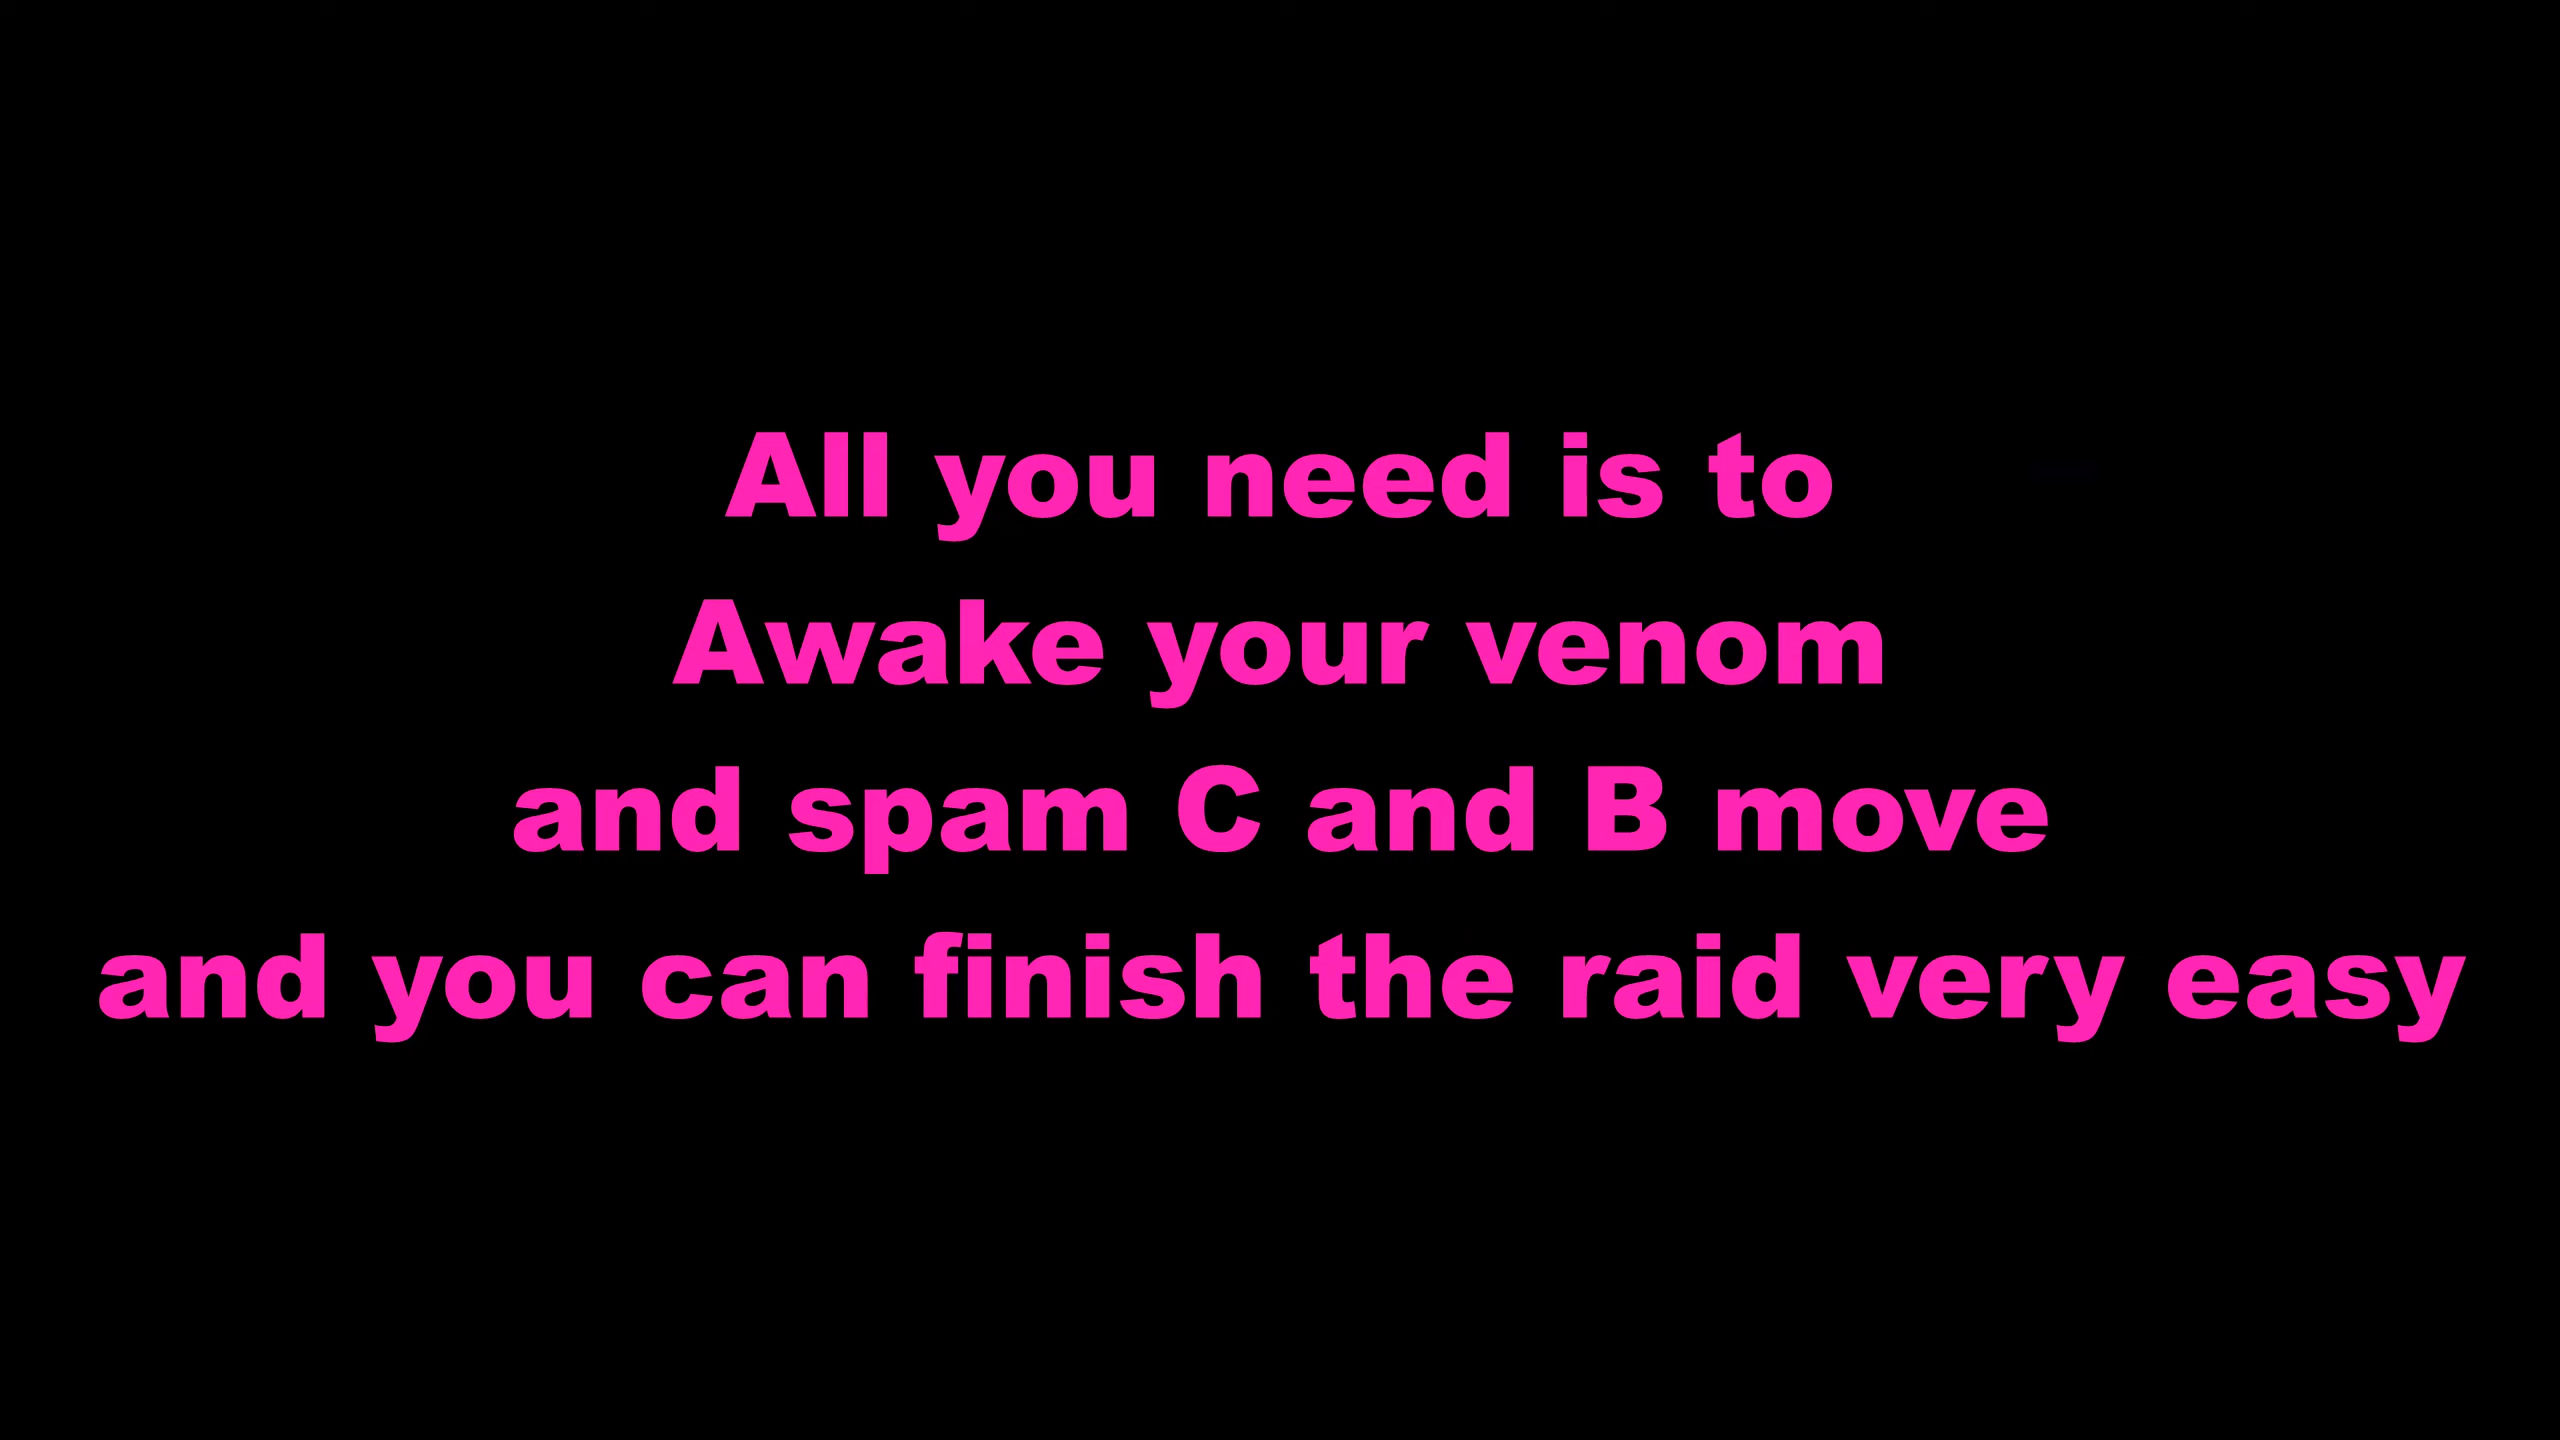 All you need is to
Awake your venom
and spam C and B move
and you can finish the raid very easy